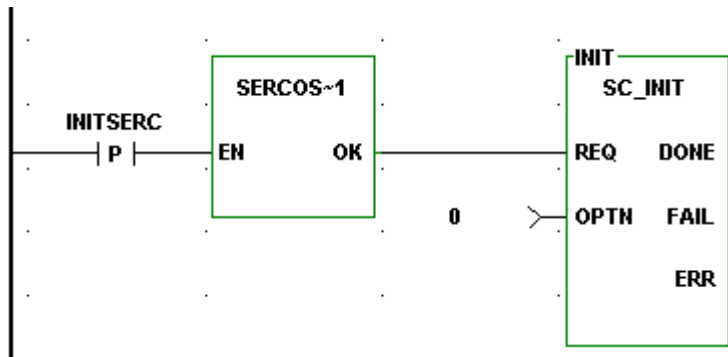 INIT
SERCOS~1
SC_INIT
INITSERC
P
EN OK
REQ DONE
0
OPTN FAIL
ERR